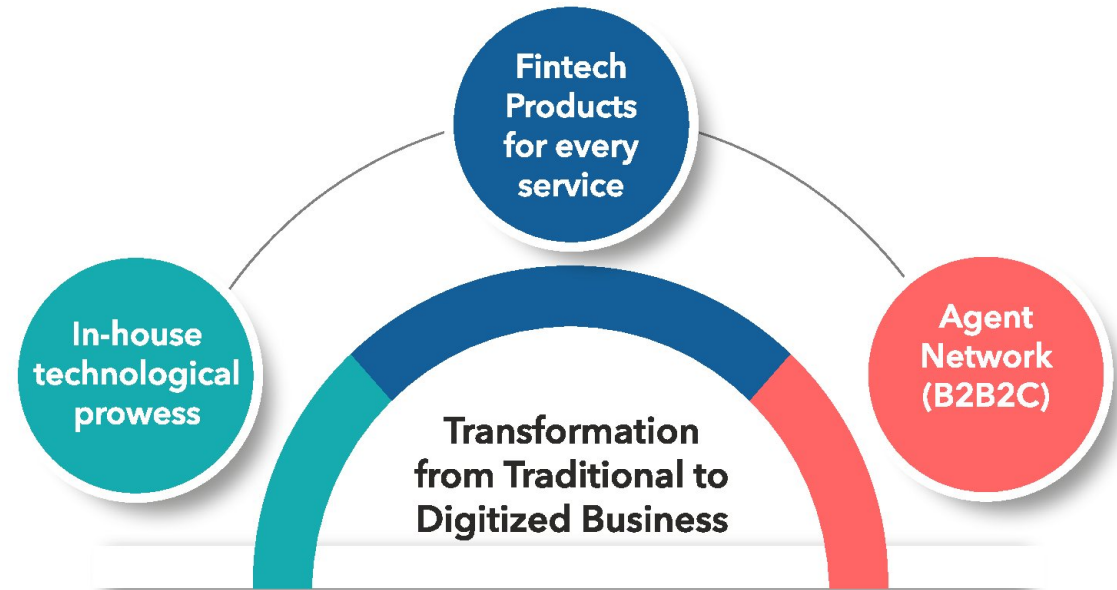 Fintech
Products
for every
service
In-house
technological
prowess
Agent
Network
(B2B2C)
Transformation
from Traditional to
Digitized Business